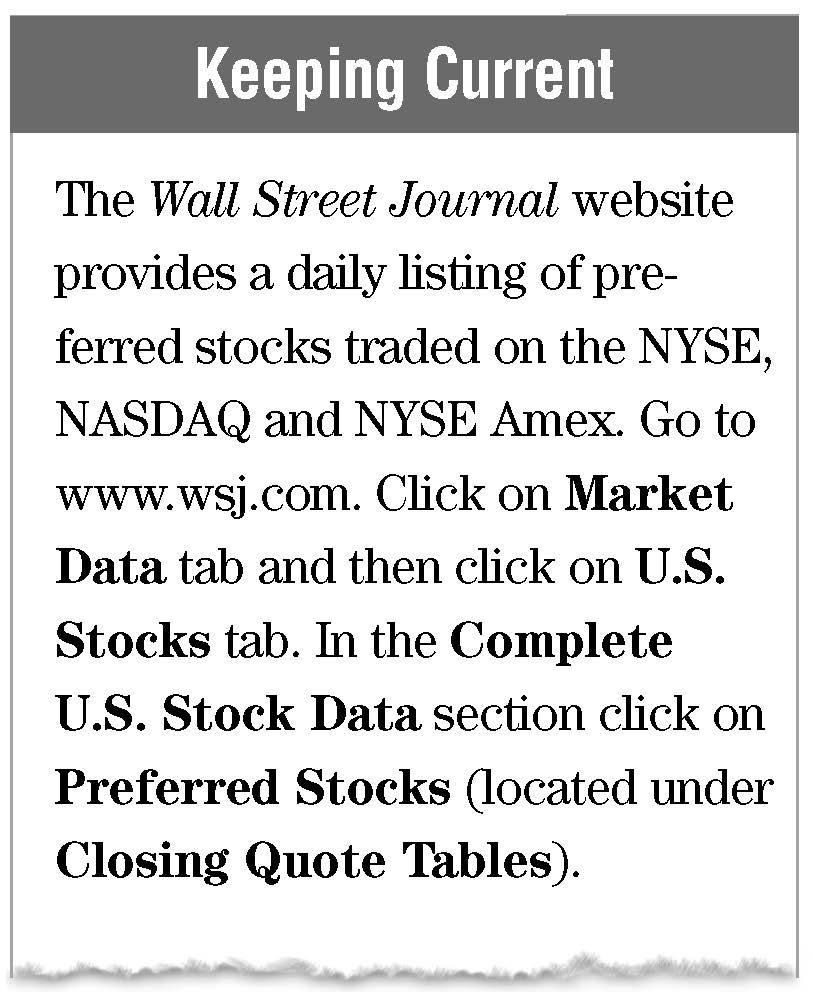 Keeping Current
The Wall Street Journal website
provides a daily listing of pre-
ferred stocks traded on the NYSE,
NASDAQ and NYSE Amex. Go to
www.wsj.com. Click on Market
Data tab and then click on U.S.
Stocks tab. In the Complete
U.S. Stock Data section click on
Preferred Stocks (located under
Closing Quote Tables).